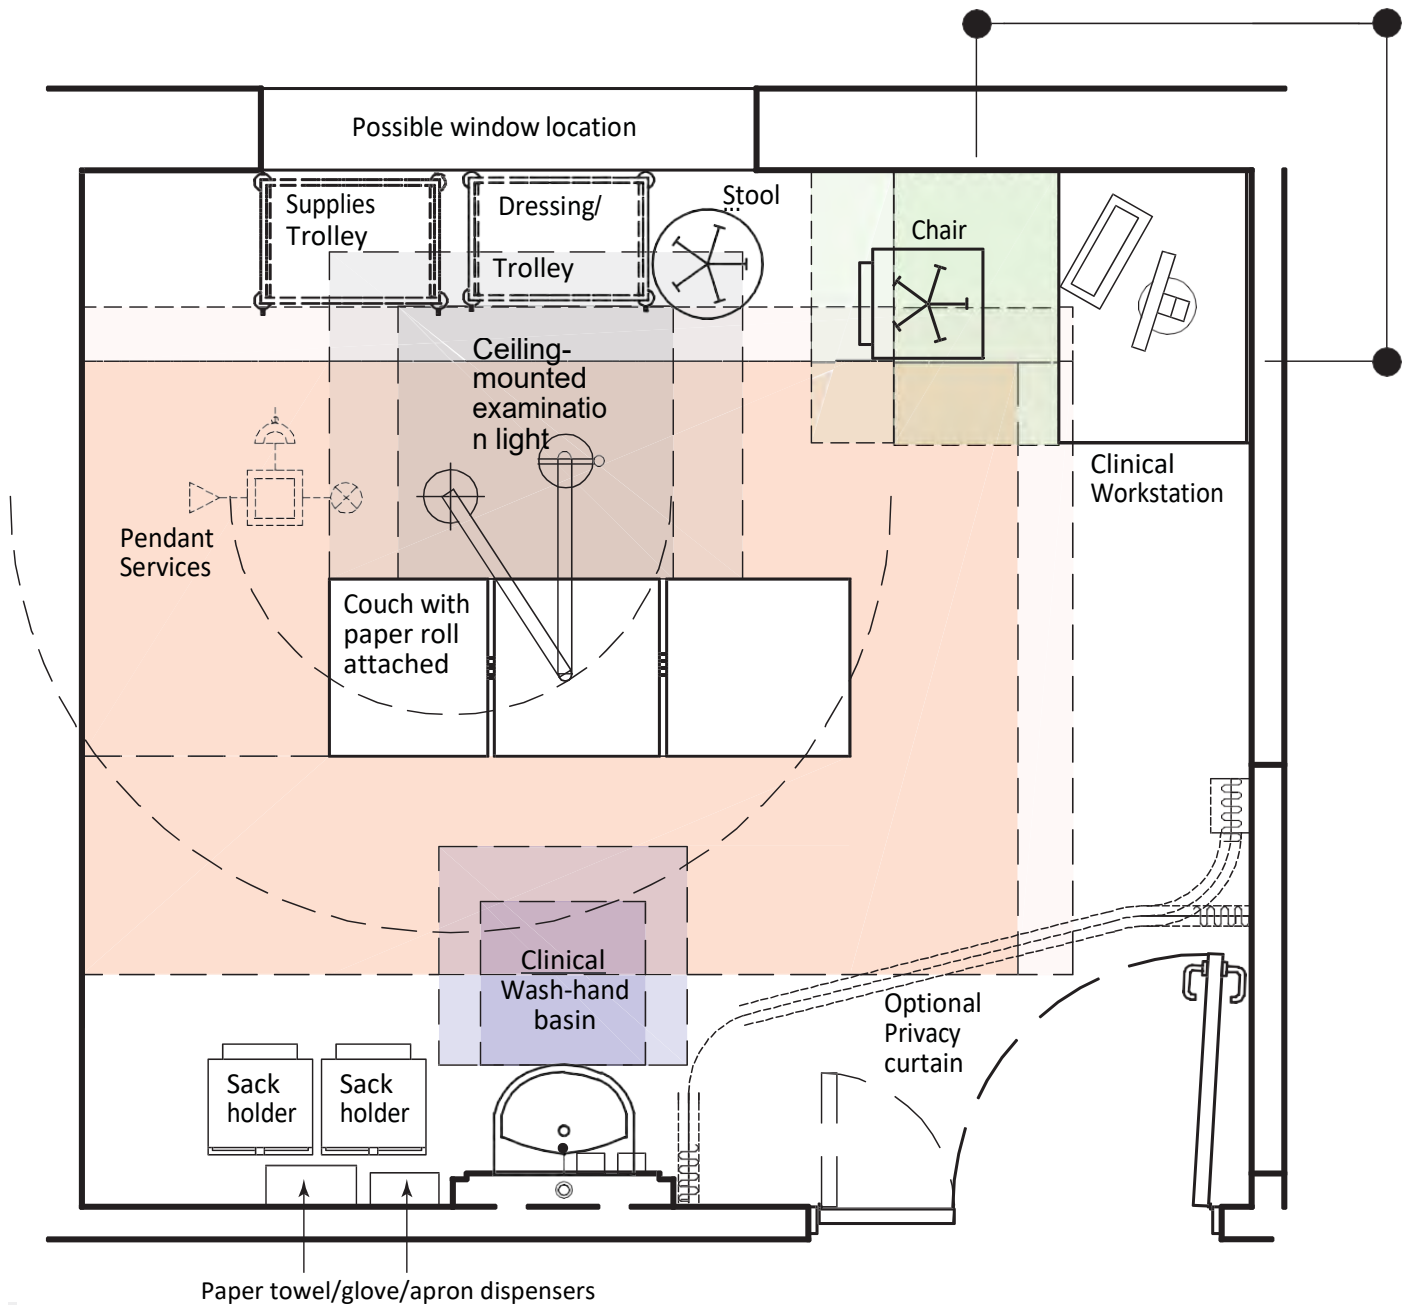 Possible window location
Supplies
Trolley
Dressing/
Trolley
Stool
Chair
Ceiling-
mounted
examinatio
n light
Clinical
Workstation
Pendant
Services
Couch with
paper roll
attached
Clinical
Wash-hand
basin
Optional
Privacy
curtain
Sack
holder
Sack
holder
Paper towel/glove/apron dispensers